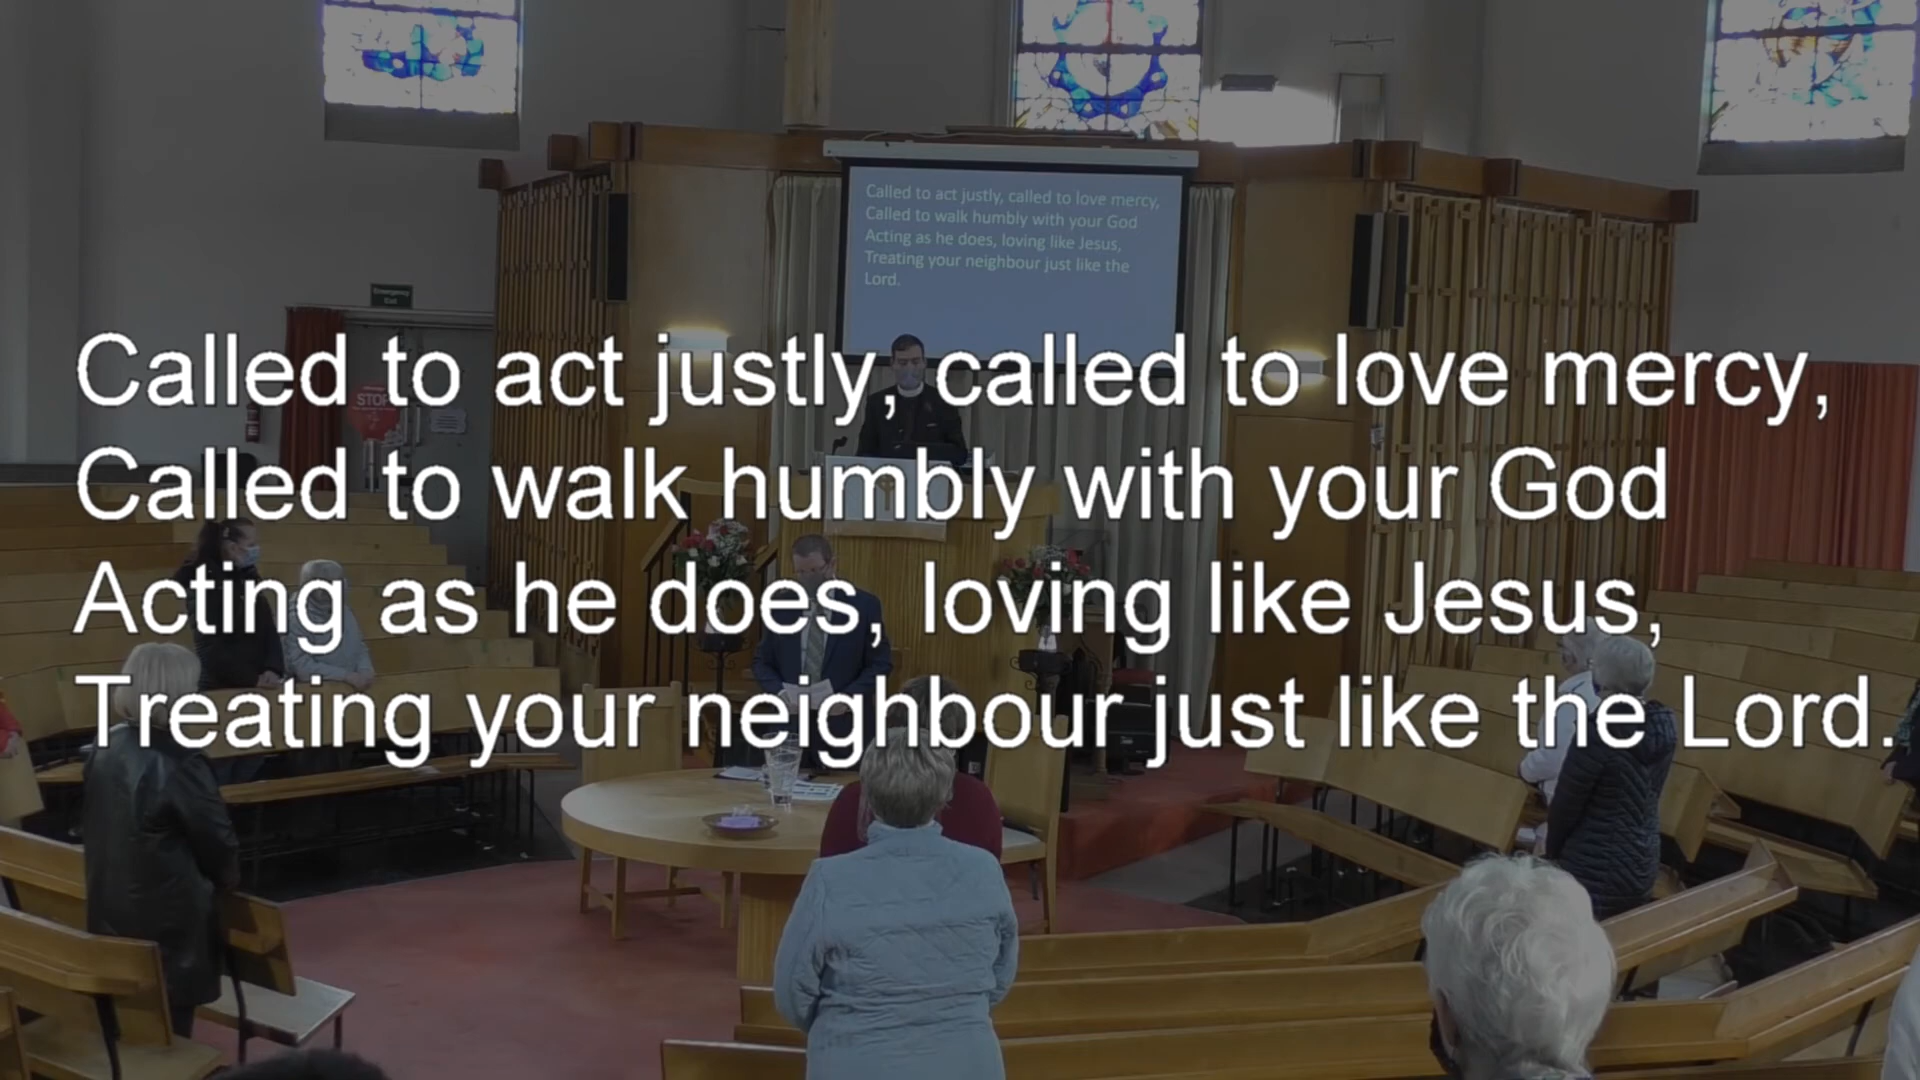 Called to act justly, called to love mercy,
Called to walk humbly with your God
Acting as he does, loving like Jesus,
Treating your neighbour just like the
Lord.
Emergency
Exit
STOP
Called to act justly, called to love mercy,
Called to walk humbly with your God
Acting as he does, loving like Jesus,
Treating your neighbour just like the Lord.